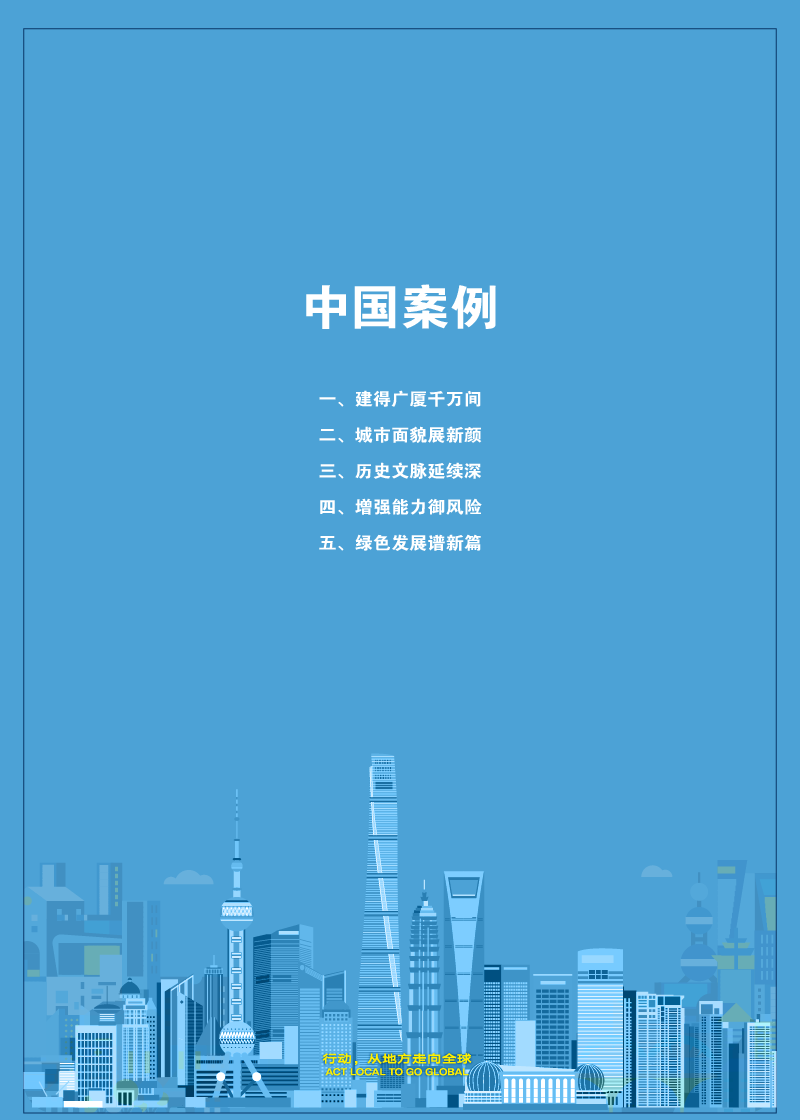 中国案例
一、建得广厦千万间
二、城市面貌展新颜
三、历史文脉延续深
四、增强能力御风险
五、绿色发展谱新篇
行动，从地方走向全球
ACT LOCAL TO GO GLOBAL